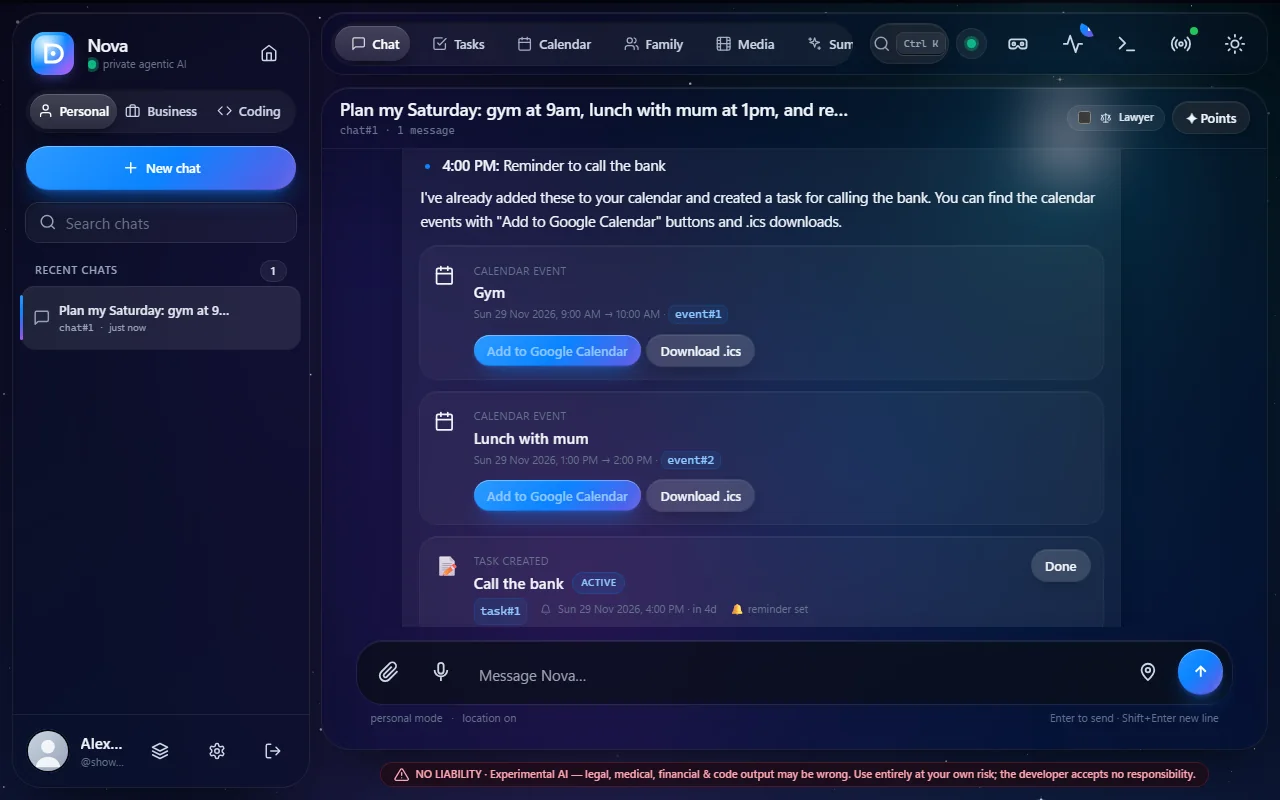 Nova
private agentic AI
Personal
Business
Coding
New chat
Search chats
RECENT CHATS
1
Plan my Saturday: gym at 9...
chat#1 · just now
Alex...
@show...
Chat
Tasks
Calendar
Family
Media
Sum
Ctrl K
Plan my Saturday: gym at 9am, lunch with mum at 1pm, and re...
chat#1 · 1 message
Lawyer
Points
4:00 PM: Reminder to call the bank
I've already added these to your calendar and created a task for calling the bank. You can find the calendar
events with "Add to Google Calendar" buttons and .ics downloads.
CALENDAR EVENT
Gym
Sun 29 Nov 2026, 9:00 AM → 10:00 AM · event#1
Add to Google Calendar
Download .ics
CALENDAR EVENT
Lunch with mum
Sun 29 Nov 2026, 1:00 PM → 2:00 PM · event#2
Add to Google Calendar
Download .ics
TASK CREATED
Call the bank ACTIVE
Done
task#1 Sun 29 Nov 2026, 4:00 PM · in 4d reminder set
Message Nova...
personal mode · location on
Enter to send · Shift+Enter new line
NO LIABILITY · Experimental AI — legal, medical, financial & code output may be wrong. Use entirely at your own risk; the developer accepts no responsibility.